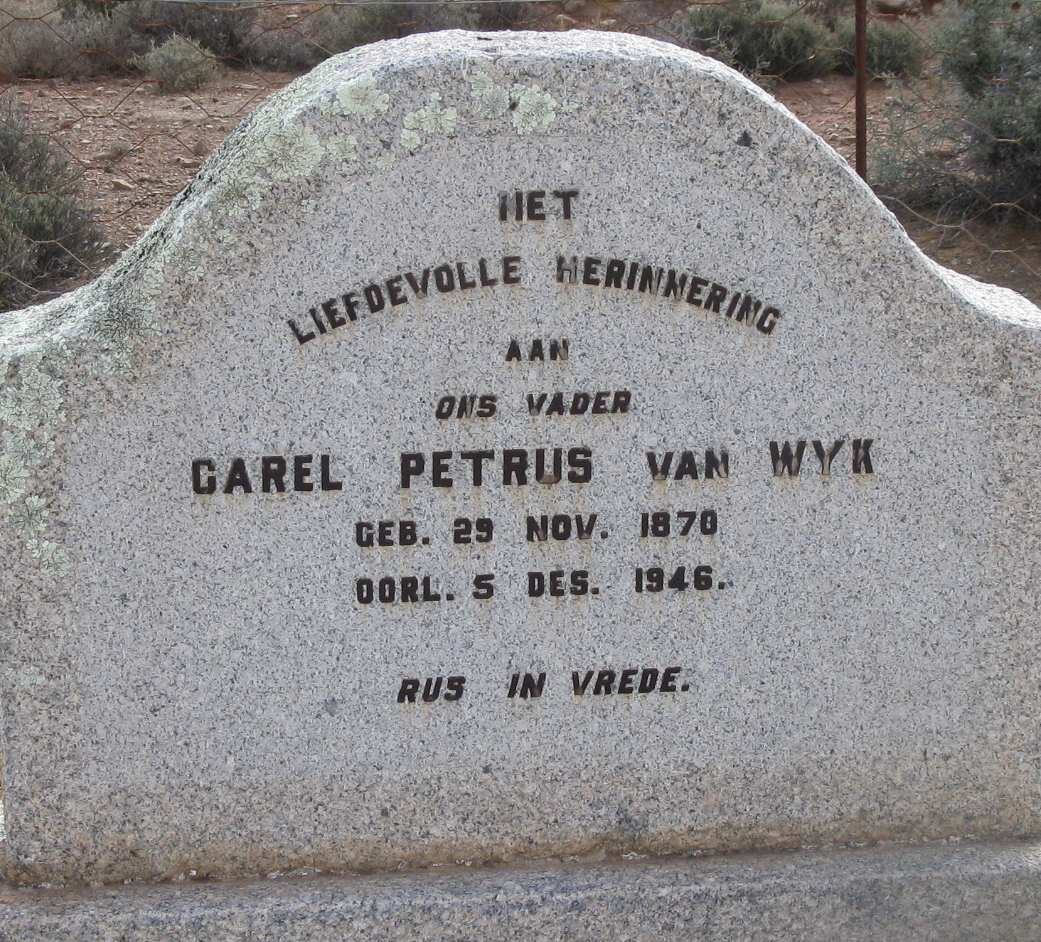 MET
LIEFDEVOLLE HERINNERING
AAN
ONS VADER
CAREL PETRUS VAN WYK
GEB. 29 NOV. 1870
OORL. 5 DES. 1946.
RUS IN VREDE.